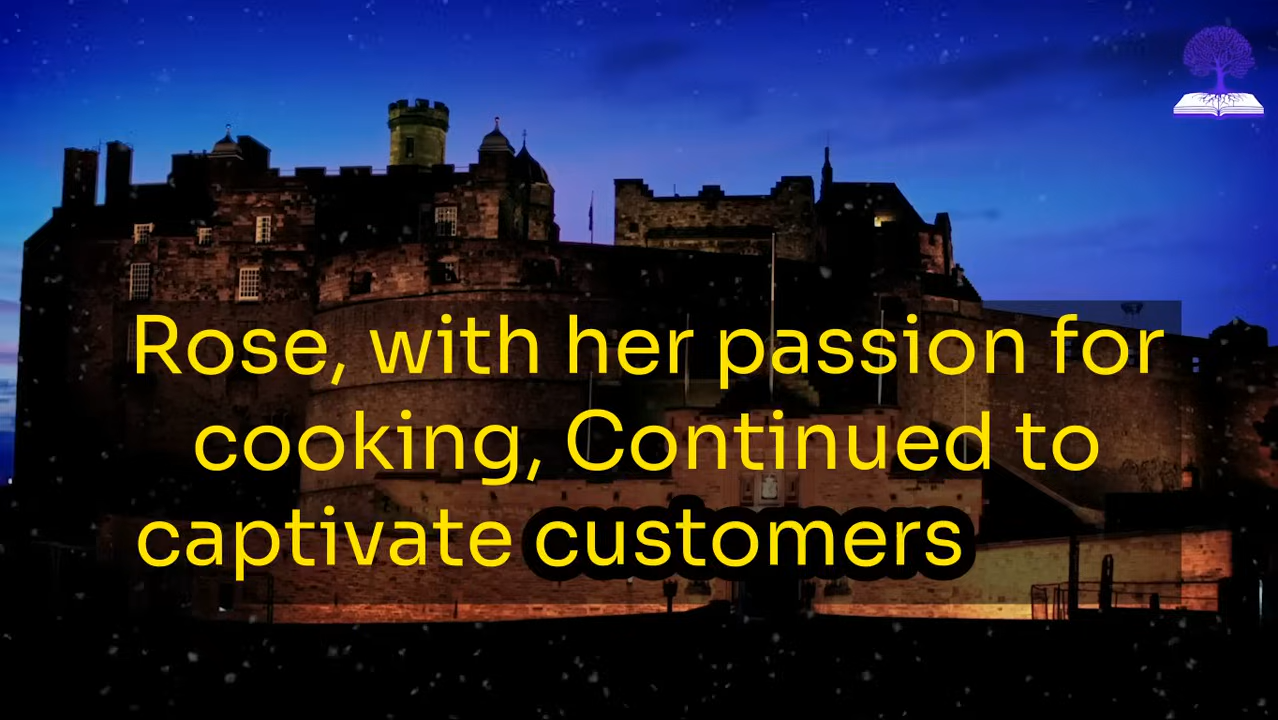 Rose, with her passion for
cooking, Continued to
captivate customers